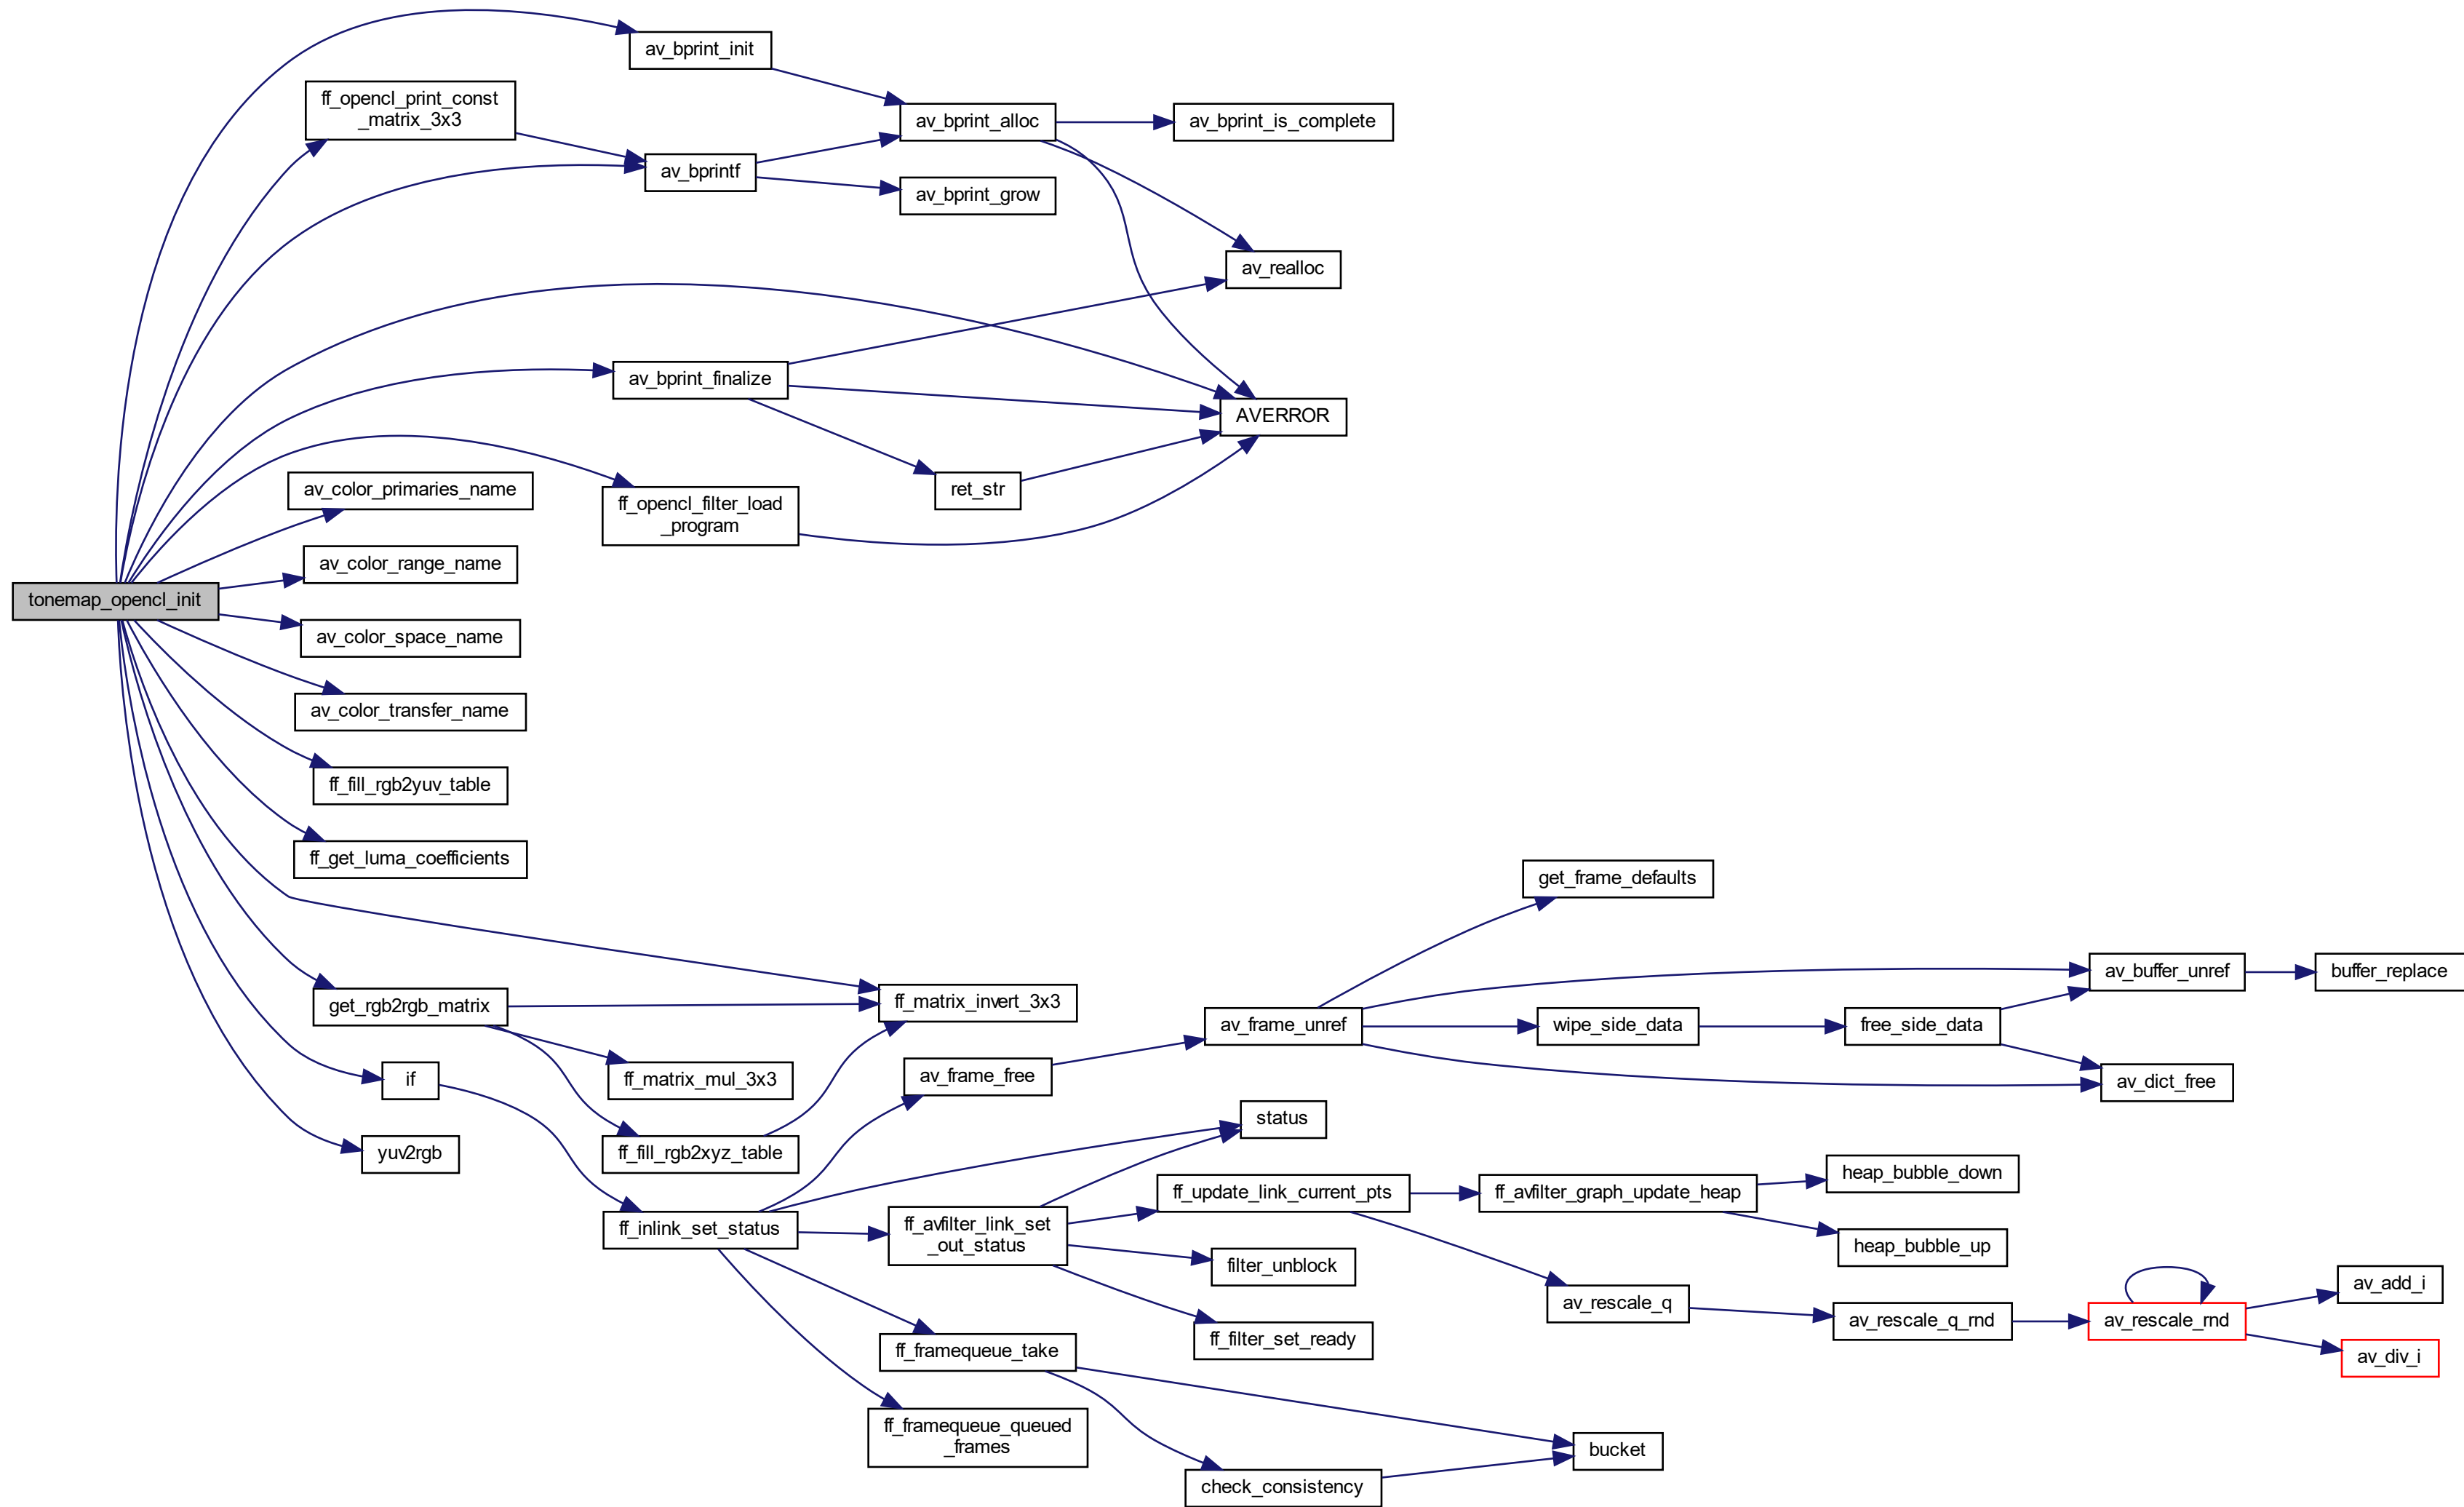 av_bprint_init
ff_opencl_print_const
_matrix_3x3
av_bprint_alloc
av_bprint_is_complete
av_bprintf
av_bprint_grow
av_realloc
av_bprint_finalize
AVERROR
av_color_primaries_name
ret_str
ff_opencl_filter_load
_program
av_color_range_name
tonemap_opencl_init
av_color_space_name
av_color_transfer_name
ff_fill_rgb2yuv_table
ff_get_luma_coefficients
get_frame_defaults
av_buffer_unref
buffer_replace
get_rgb2rgb_matrix
ff_matrix_invert_3x3
av_frame_unref
wipe_side_data
free_side_data
if
ff_matrix_mul_3x3
av_frame_free
av_dict_free
status
yuv2rgb
ff_fill_rgb2xyz_table
ff_update_link_current_pts
ff_avfilter_graph_update_heap
heap_bubble_down
ff_inlink_set_status
ff_avfilter_link_set
_out_status
heap_bubble_up
filter_unblock
av_rescale_q
av_rescale_q_rnd
av_rescale_rnd
av_add_i
ff_filter_set_ready
ff_framequeue_take
av_div_i
ff_framequeue_queued
_frames
bucket
check_consistency